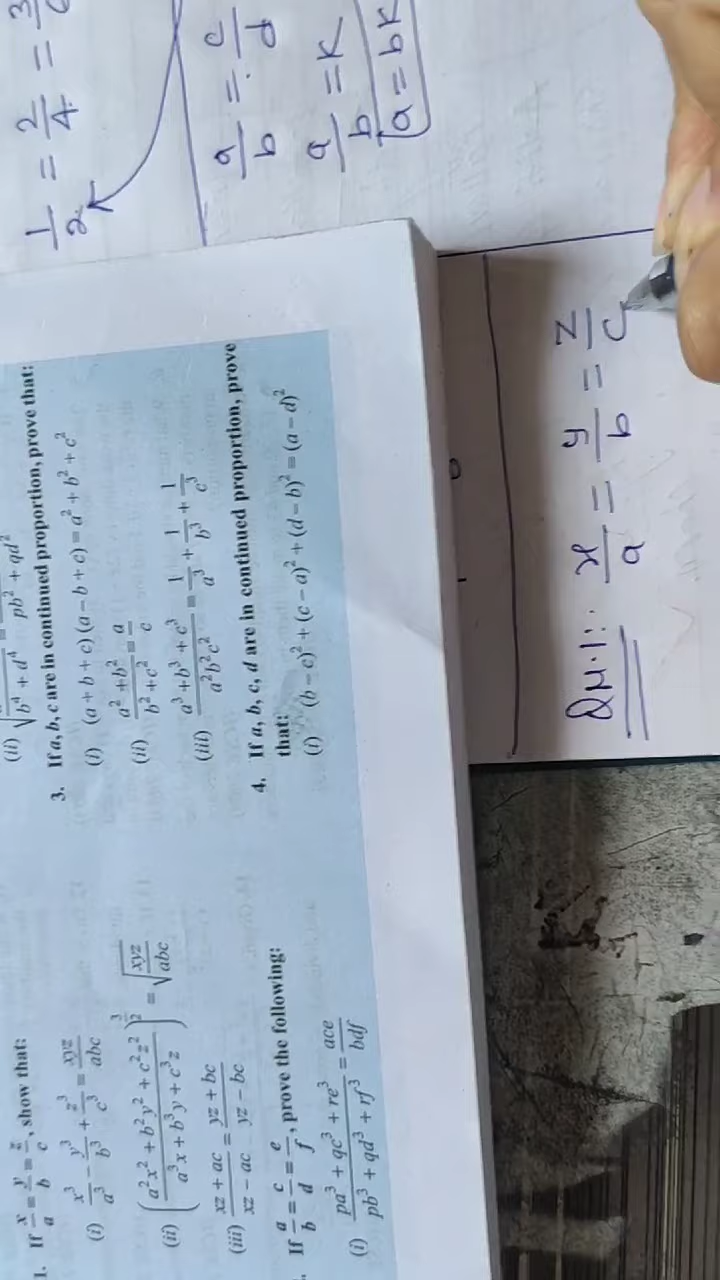 1/2 = 2/4 = 3/
a/b = c/d
a/b = K
a = bK
1. If x/a = y/b = z/c, show that:
(i) x³/a³ − y³/b³ + z³/c³ = xyz/abc
(ii) ((a²x² + b²y² + c²z²)/(a³x + b³y + c³z))^(3/2) = √(xyz/abc)
(iii) (xz + ac)/(xz − ac) = (yz + bc)/(yz − bc)
. If a/b = c/d = e/f, prove the following:
(i) (pa³ + qc³ + re³)/(pb³ + qd³ + rf³) = ace/bdf
(ii) √(b⁴ + d⁴ pb² + qd²
3. If a, b, c are in continued proportion, prove that:
(i) (a + b + c) (a − b + c) = a² + b² + c²
(ii) (a² + b²)/(b² + c²) = a/c
(iii) (a³ + b³ + c³)/(a²b²c²) = 1/a³ + 1/b³ + 1/c³
4. If a, b, c, d are in continued proportion, prove
that:
(i) (b − c)² + (c − a)² + (d − b)² = (a − d)²
QN.1: x/a = y/b = z/c